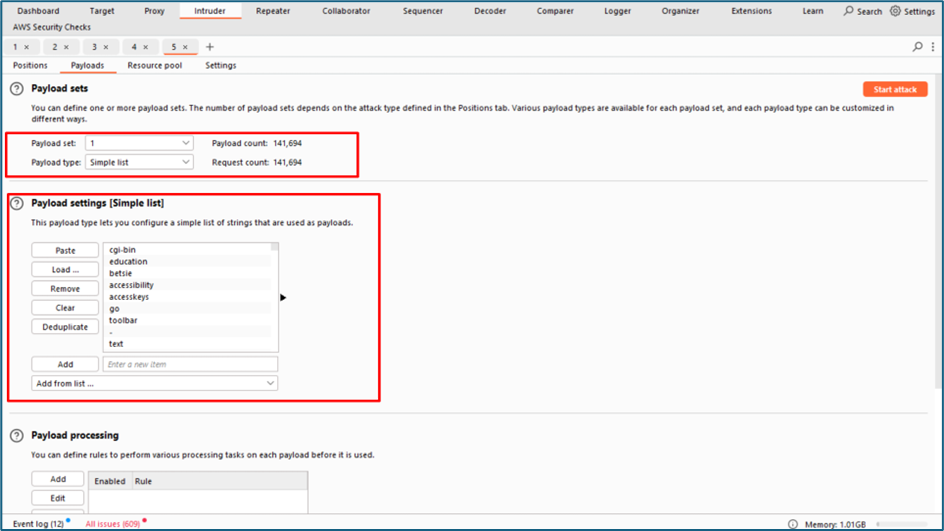 Dashboard Target Proxy Intruder Repeater Collaborator Sequencer Decoder Comparer Logger Organizer Extensions Learn Search Settings
AWS Security Checks
1 × 2 × 3 × 4 × 5 × +
Positions Payloads Resource pool Settings
? Payload sets Start attack
You can define one or more payload sets. The number of payload sets depends on the attack type defined in the Positions tab. Various payload types are available for each payload set, and each payload type can be customized in
different ways.
Payload set: 1 Payload count: 141,694
Payload type: Simple list Request count: 141,694
? Payload settings [Simple list]
This payload type lets you configure a simple list of strings that are used as payloads.
Paste cgi-bin
education
Load ... betsie
Remove accessibility
accesskeys
Clear go
toolbar
Deduplicate -
text
Add Enter a new item
Add from list ...
? Payload processing
You can define rules to perform various processing tasks on each payload before it is used.
Add Enabled Rule
Edit
Event log (12) All issues (609) Memory: 1.01GB